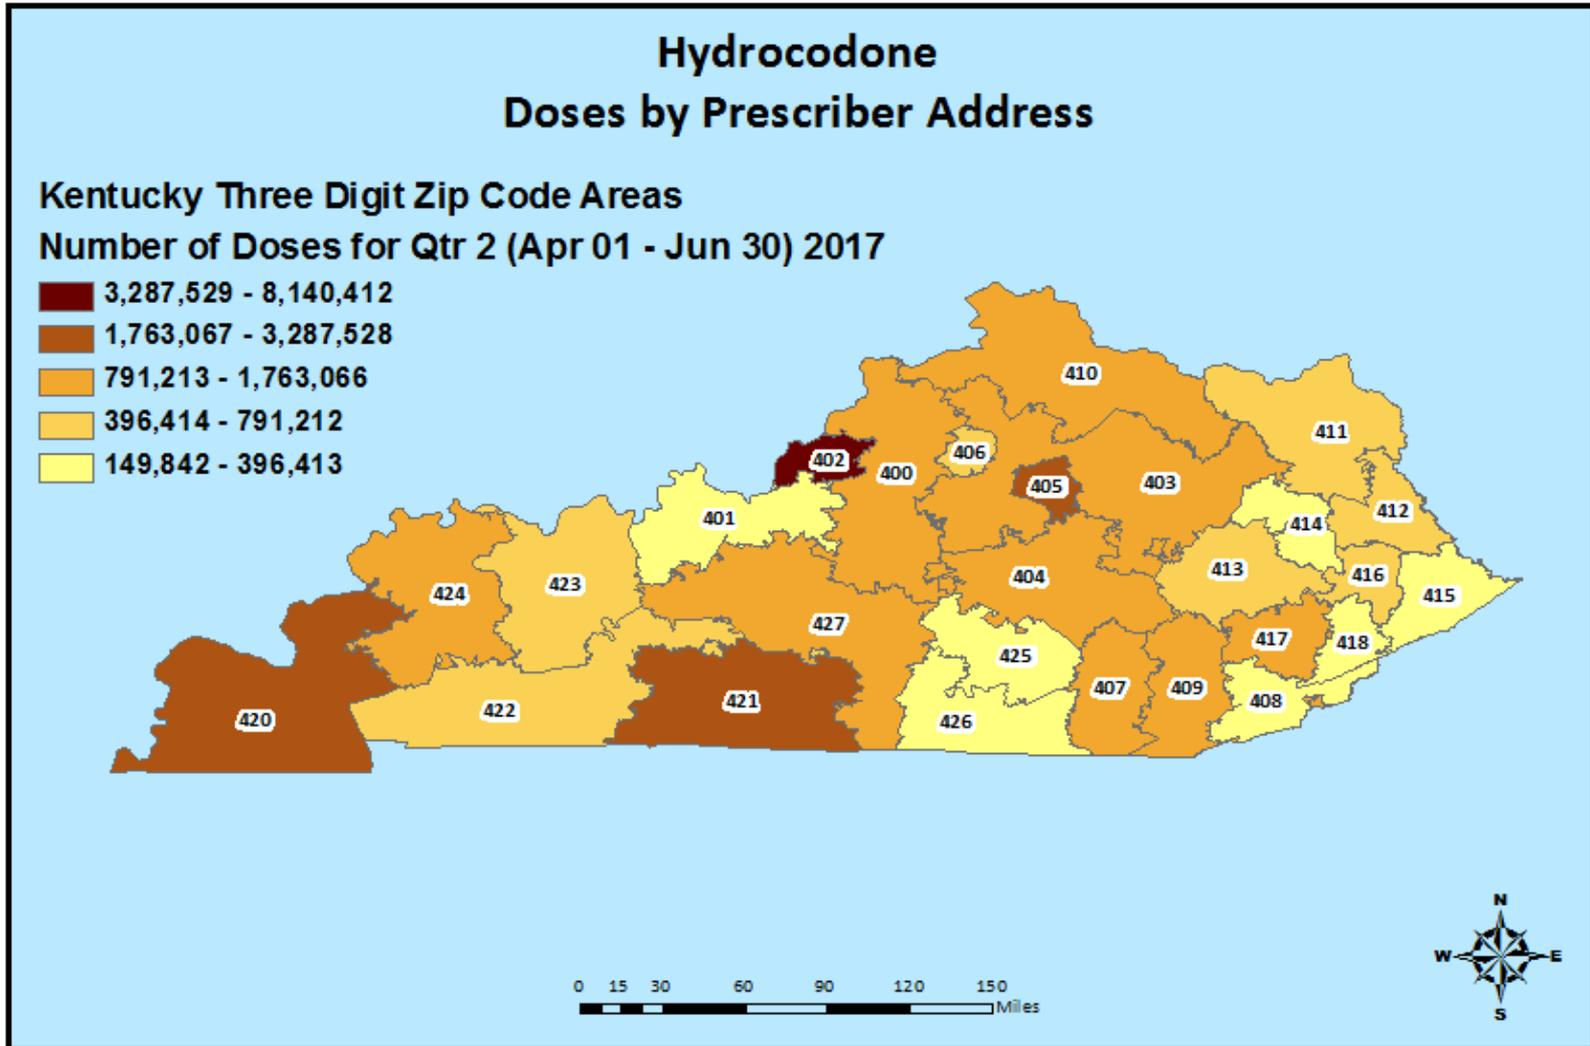 Hydrocodone
Doses by Prescriber Address
Kentucky Three Digit Zip Code Areas
Number of Doses for Qtr 2 (Apr 01 - Jun 30) 2017
3,287,529 - 8,140,412
1,763,067 - 3,287,528
791,213 - 1,763,066
396,414 - 791,212
149,842 - 396,413
410
411
402
406
400
405
403
401
412
414
404
413
416
424
423
415
427
417
418
425
420
422
421
426
407
409
408
N
W E
S
0 15 30 60 90 120 150
Miles